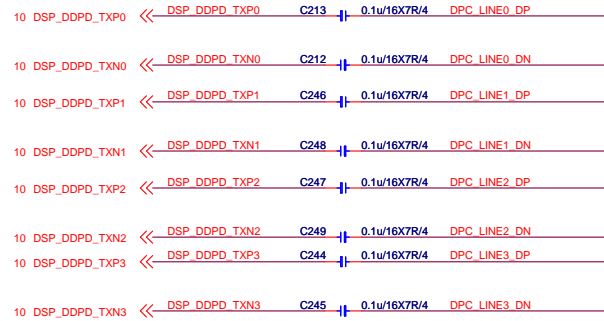 10 DSP_DDPD_TXP0 DSP_DDPD_TXP0 C213 0.1u/16X7R/4 DPC_LINE0_DP
10 DSP_DDPD_TXN0 DSP_DDPD_TXN0 C212 0.1u/16X7R/4 DPC_LINE0_DN
10 DSP_DDPD_TXP1 DSP_DDPD_TXP1 C246 0.1u/16X7R/4 DPC_LINE1_DP
10 DSP_DDPD_TXN1 DSP_DDPD_TXN1 C248 0.1u/16X7R/4 DPC_LINE1_DN
10 DSP_DDPD_TXP2 DSP_DDPD_TXP2 C247 0.1u/16X7R/4 DPC_LINE2_DP
10 DSP_DDPD_TXN2 DSP_DDPD_TXN2 C249 0.1u/16X7R/4 DPC_LINE2_DN
10 DSP_DDPD_TXP3 DSP_DDPD_TXP3 C244 0.1u/16X7R/4 DPC_LINE3_DP
10 DSP_DDPD_TXN3 DSP_DDPD_TXN3 C245 0.1u/16X7R/4 DPC_LINE3_DN